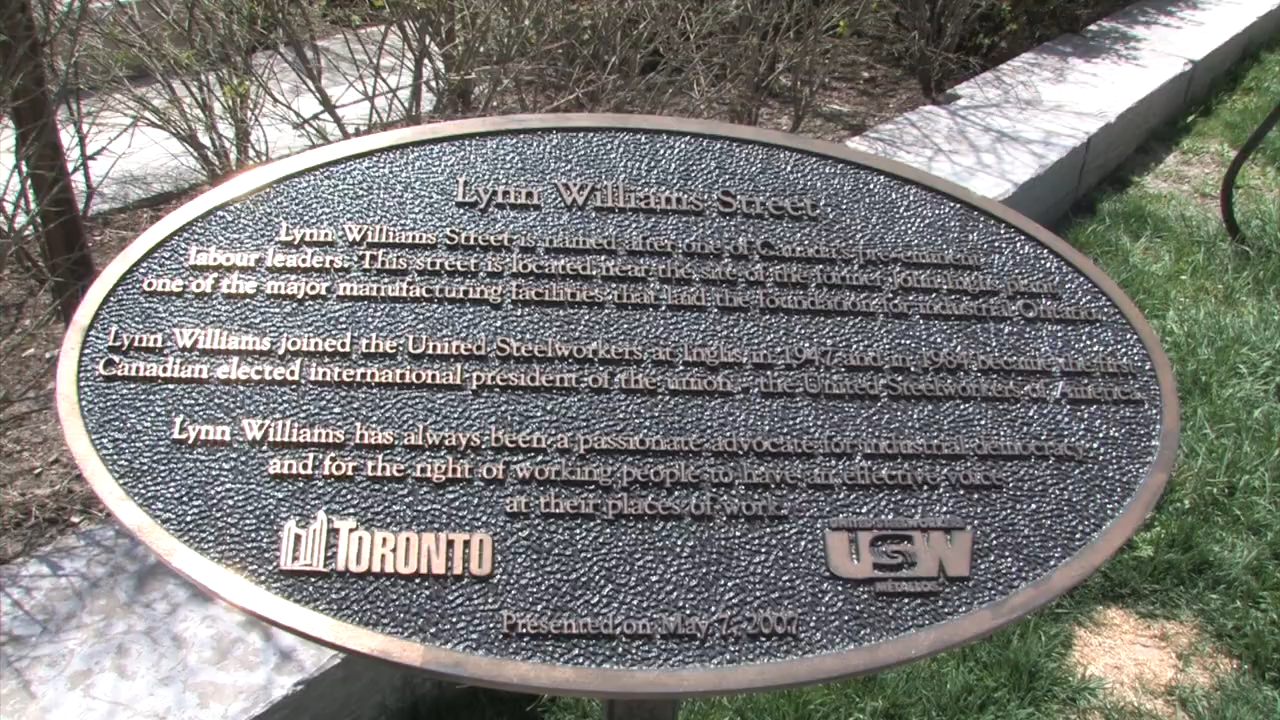 Lynn Williams Street
Lynn Williams Street is named after one of Canada's pre-eminent
labour leaders. This street is located near the site of the former John Inglis plant
one of the major manufacturing facilities that laid the foundation for industrial Ontario
Lynn Williams joined the United Steelworkers at Inglis in 1947 and in 1984 became the first
Canadian elected international president of the union, the United Steelworkers of America.
Lynn Williams has always been a passionate advocate for industrial democracy
and for the right of working people to have an effective voice
at their places of work.
TORONTO
USW
MÉTALLOS
Presented on May 7, 2007